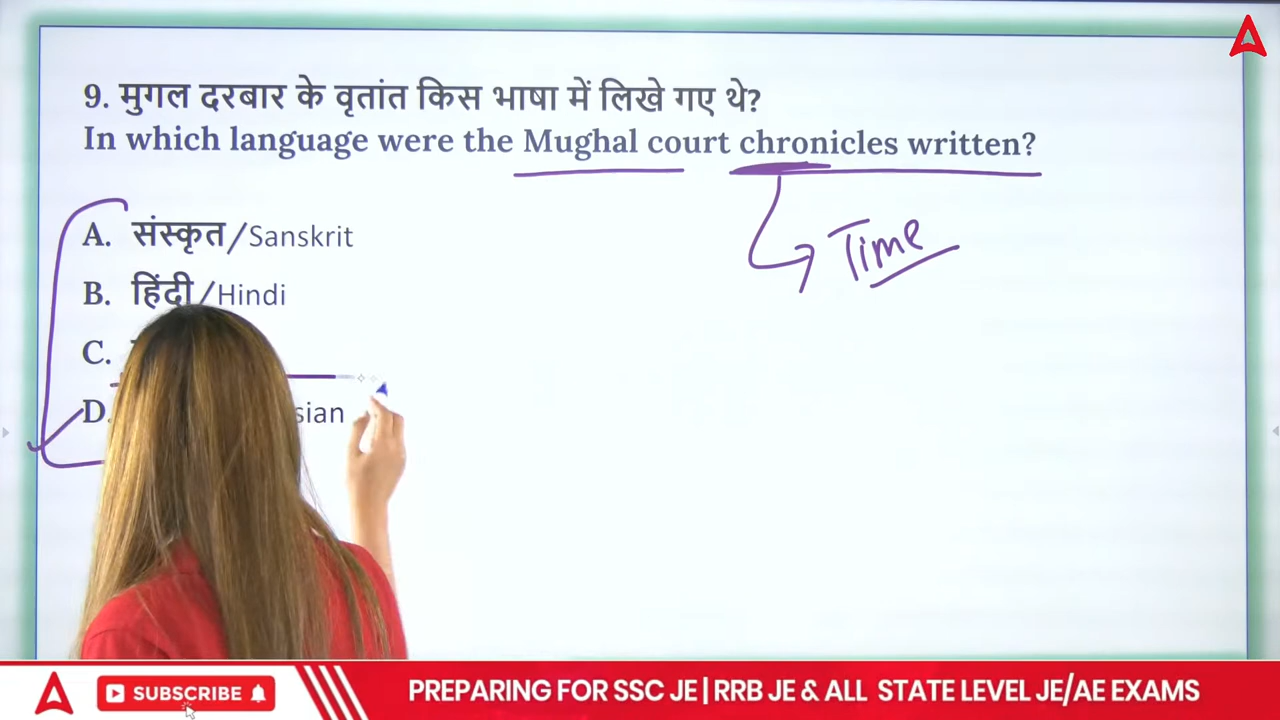 9. मुगल दरबार के वृतांत किस भाषा में लिखे गए थे?
In which language were the Mughal court chronicles written?
Time
A. संस्कृत/Sanskrit
B. हिंदी/Hindi
C.
D.
SUBSCRIBE
PREPARING FOR SSC JE | RRB JE & ALL STATE LEVEL JE/AE EXAMS